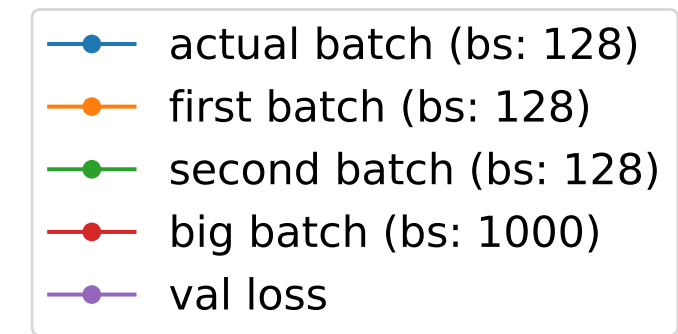 actual batch (bs: 128)
first batch (bs: 128)
second batch (bs: 128)
big batch (bs: 1000)
val loss